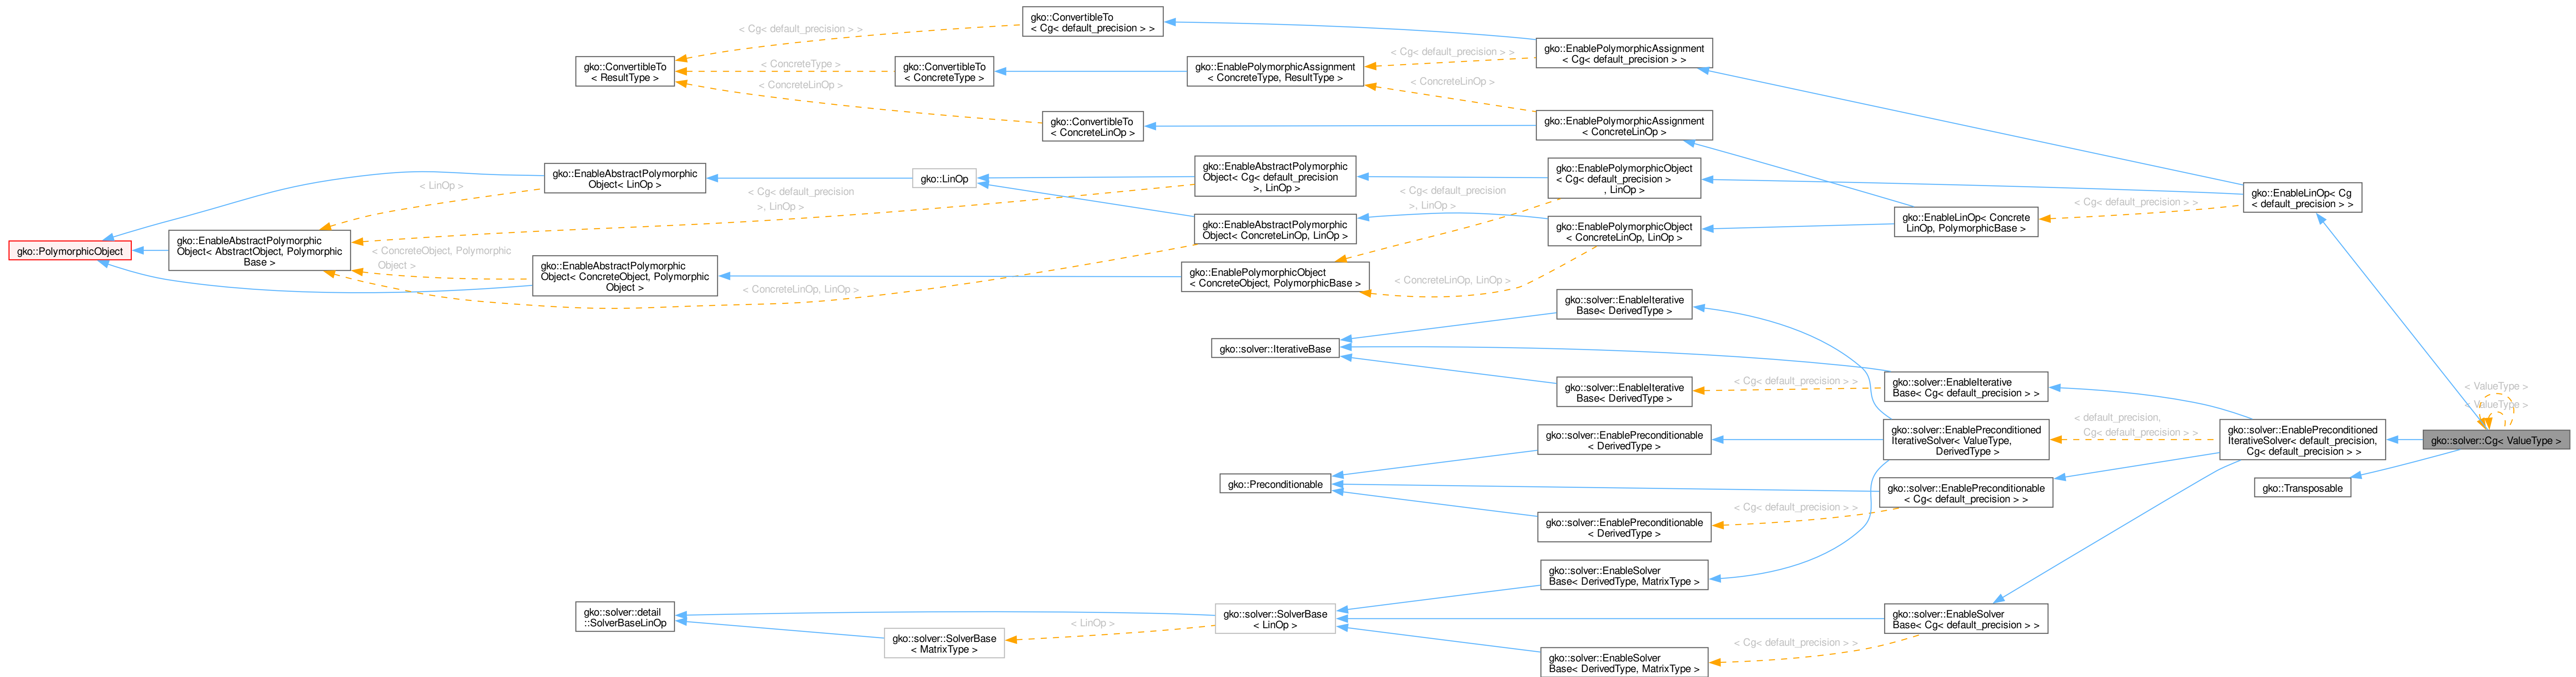 gko::PolymorphicObject
gko::EnableAbstractPolymorphic
Object< AbstractObject, Polymorphic
Base >
gko::ConvertibleTo
< ResultType >
gko::EnableAbstractPolymorphic
Object< LinOp >
gko::EnableAbstractPolymorphic
Object< ConcreteObject, Polymorphic
Object >
gko::solver::detail
::SolverBaseLinOp
< LinOp >
< ConcreteObject, Polymorphic
Object >
< Cg< default_precision > >
< ConcreteType >
< ConcreteLinOp >
< Cg< default_precision
>, LinOp >
< ConcreteLinOp, LinOp >
gko::ConvertibleTo
< Cg< default_precision > >
gko::ConvertibleTo
< ConcreteType >
gko::ConvertibleTo
< ConcreteLinOp >
gko::LinOp
gko::solver::SolverBase
< MatrixType >
< LinOp >
gko::EnablePolymorphicAssignment
< ConcreteType, ResultType >
gko::EnableAbstractPolymorphic
Object< Cg< default_precision
>, LinOp >
gko::EnableAbstractPolymorphic
Object< ConcreteLinOp, LinOp >
gko::EnablePolymorphicObject
< ConcreteObject, PolymorphicBase >
gko::solver::IterativeBase
gko::Preconditionable
gko::solver::SolverBase
< LinOp >
< Cg< default_precision > >
< ConcreteLinOp >
< Cg< default_precision
>, LinOp >
< ConcreteLinOp, LinOp >
gko::EnablePolymorphicAssignment
< Cg< default_precision > >
gko::EnablePolymorphicAssignment
< ConcreteLinOp >
gko::EnablePolymorphicObject
< Cg< default_precision >
, LinOp >
gko::EnablePolymorphicObject
< ConcreteLinOp, LinOp >
gko::solver::EnableIterative
Base< DerivedType >
gko::solver::EnableIterative
Base< DerivedType >
gko::solver::EnablePreconditionable
< DerivedType >
gko::solver::EnablePreconditionable
< DerivedType >
gko::solver::EnableSolver
Base< DerivedType, MatrixType >
gko::solver::EnableSolver
Base< DerivedType, MatrixType >
< Cg< default_precision > >
< Cg< default_precision > >
< Cg< default_precision > >
gko::EnableLinOp< Concrete
LinOp, PolymorphicBase >
gko::solver::EnableIterative
Base< Cg< default_precision > >
gko::solver::EnablePreconditioned
IterativeSolver< ValueType,
DerivedType >
gko::solver::EnablePreconditionable
< Cg< default_precision > >
gko::solver::EnableSolver
Base< Cg< default_precision > >
< Cg< default_precision > >
< default_precision,
Cg< default_precision > >
gko::EnableLinOp< Cg
< default_precision > >
gko::solver::EnablePreconditioned
IterativeSolver< default_precision,
Cg< default_precision > >
gko::Transposable
< ValueType >
< ValueType >
gko::solver::Cg< ValueType >